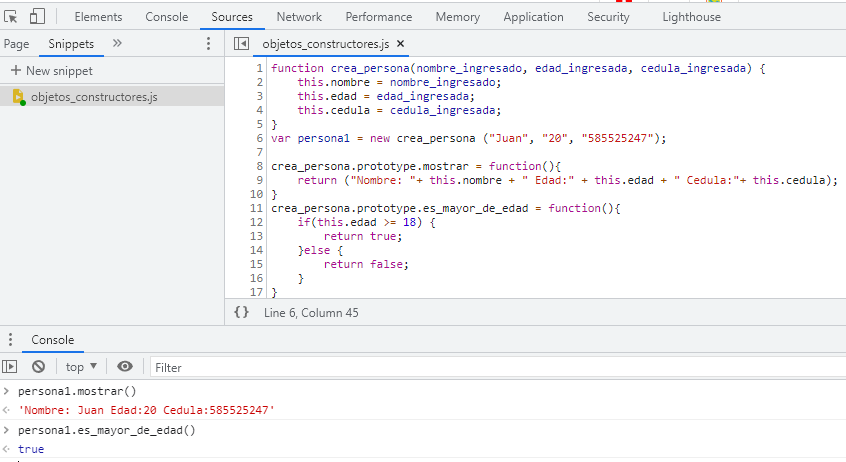 Elements Console Sources Network Performance Memory Application Security Lighthouse
Page Snippets » objetos_constructores.js ×
+ New snippet
objetos_constructores.js
1 function crea_persona(nombre_ingresado, edad_ingresada, cedula_ingresada) {
2 this.nombre = nombre_ingresado;
3 this.edad = edad_ingresada;
4 this.cedula = cedula_ingresada;
5 }
6 var persona1 = new crea_persona ("Juan", "20", "585525247");
7
8 crea_persona.prototype.mostrar = function(){
9 return ("Nombre: "+ this.nombre + " Edad:" + this.edad + " Cedula:"+ this.cedula);
10 }
11 crea_persona.prototype.es_mayor_de_edad = function(){
12 if(this.edad >= 18) {
13 return true;
14 }else {
15 return false;
16 }
17 }
{} Line 6, Column 45
Console
top ▼ Filter
> persona1.mostrar()
'Nombre: Juan Edad:20 Cedula:585525247'
> persona1.es_mayor_de_edad()
true